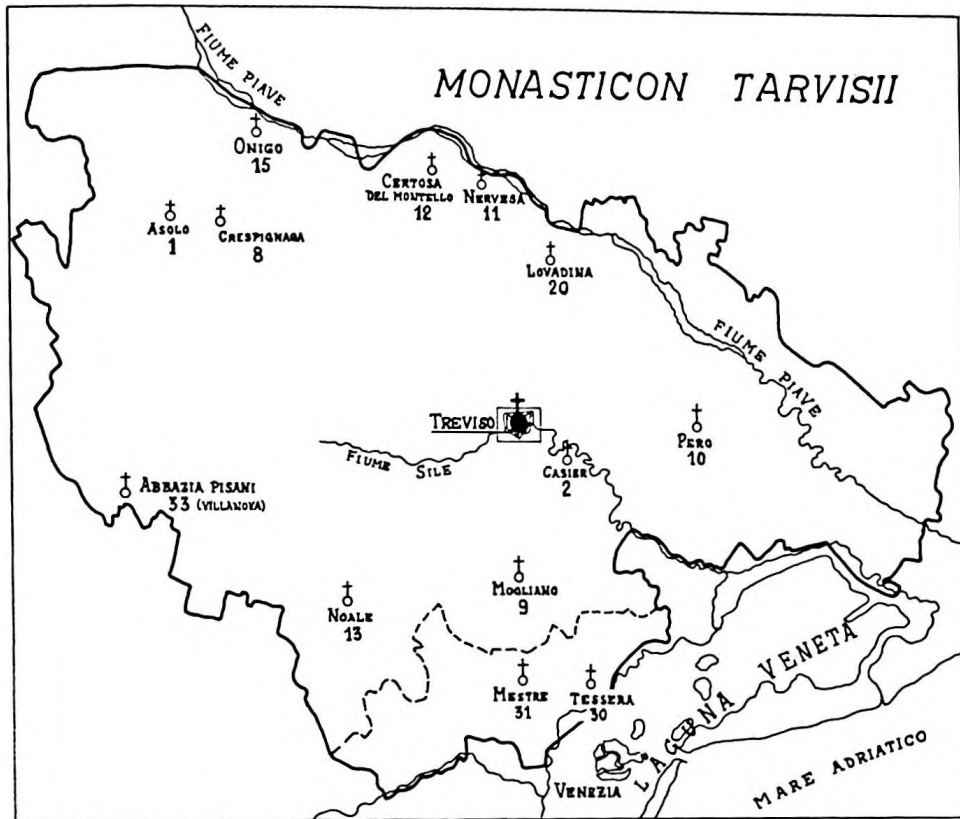 MONASTICON TARVISII
FIUME PIAVE
ONIGO
15
CERTOSA
DEL MONTELLO
12
NERVESA
11
ASOLO
1
CRESPIGNAGA
8
LOVADINA
20
FIUME PIAVE
TREVISO
FIUME SILE
CASIER
2
PERO
10
ABBAZIA PISANI
33 (VILLANOVA)
MOGLIANO
9
NOALE
13
MESTRE
31
TESSERA
30
VENEZIA
LAGUNA VENETA
MARE ADRIATICO